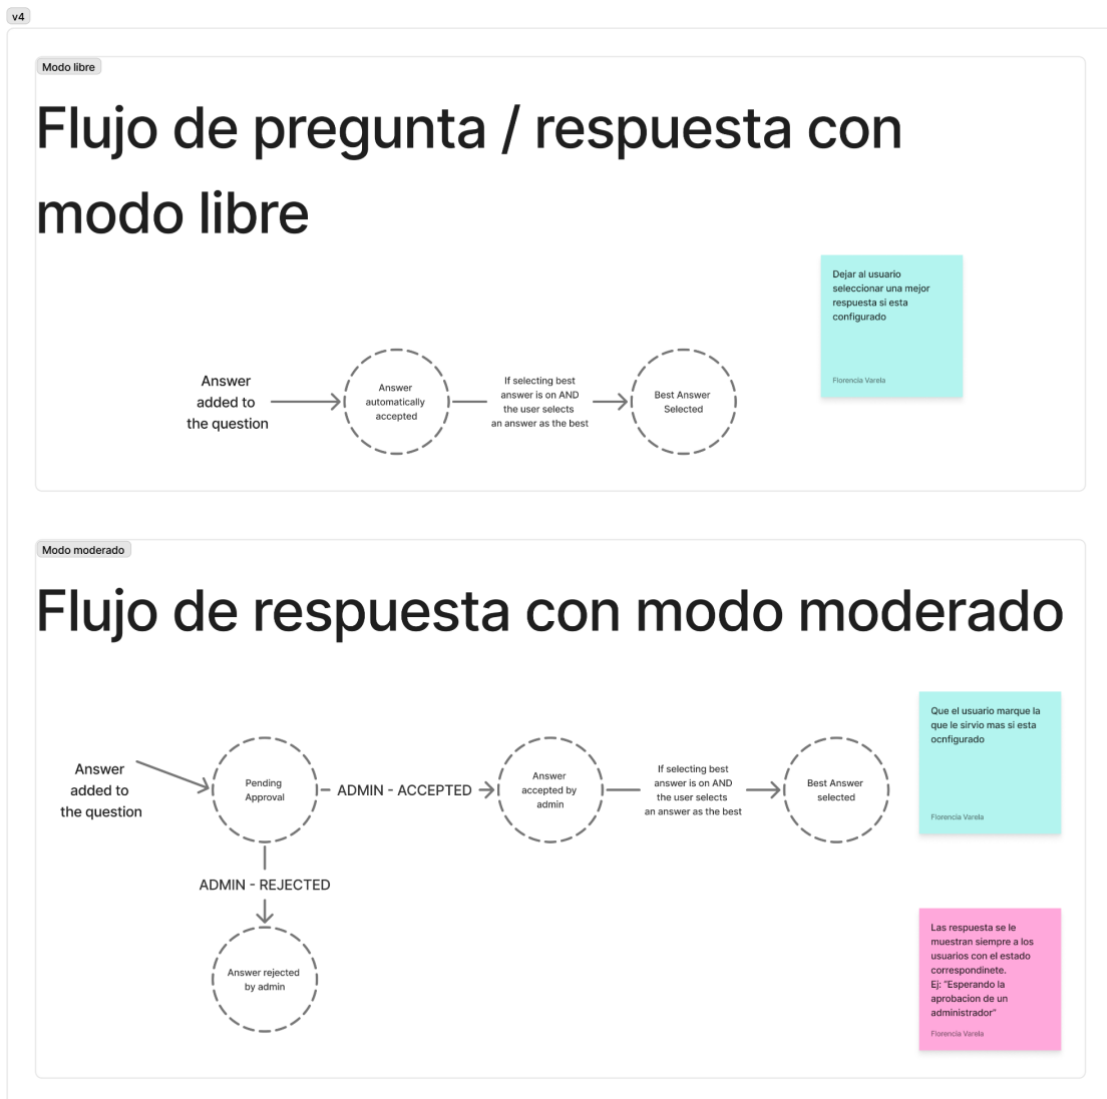 v4
Modo libre
Flujo de pregunta / respuesta con
modo libre
Dejar al usuario
seleccionar una mejor
respuesta si esta
configurado
Florencia Varela
Answer
added to
the question
Answer
automatically
accepted
If selecting best
answer is on AND
the user selects
an answer as the best
Best Answer
Selected
Modo moderado
Flujo de respuesta con modo moderado
Answer
added to
the question
Pending
Approval
ADMIN - ACCEPTED
Answer
accepted by
admin
If selecting best
answer is on AND
the user selects
an answer as the best
Best Answer
selected
Que el usuario marque la
que le sirvio mas si esta
ocnfigurado
Florencia Varela
ADMIN - REJECTED
Answer rejected
by admin
Las respuesta se le
muestran siempre a los
usuarios con el estado
correspondinete.
Ej: "Esperando la
aprobacion de un
administrador"
Florencia Varela